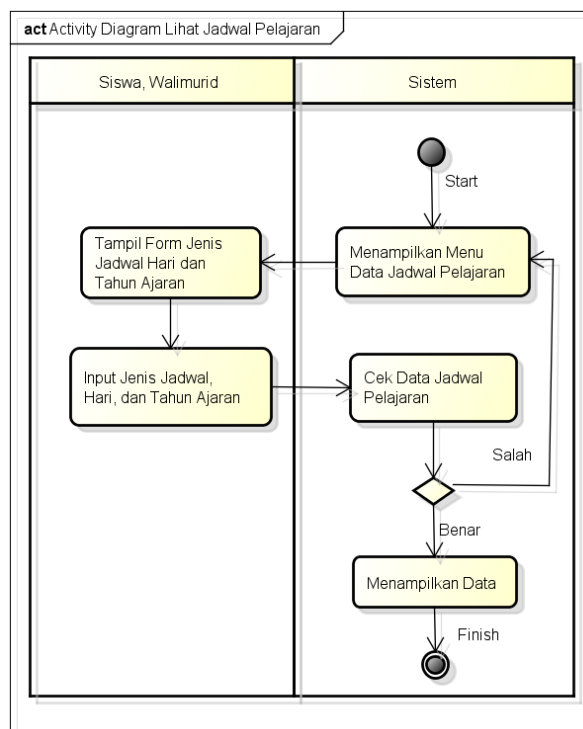 act Activity Diagram Lihat Jadwal Pelajaran
Siswa, Walimurid
Sistem
Start
Tampil Form Jenis
Jadwal Hari dan
Tahun Ajaran
Menampilkan Menu
Data Jadwal Pelajaran
Input Jenis Jadwal,
Hari, dan Tahun Ajaran
Cek Data Jadwal
Pelajaran
Salah
Benar
Menampilkan Data
Finish